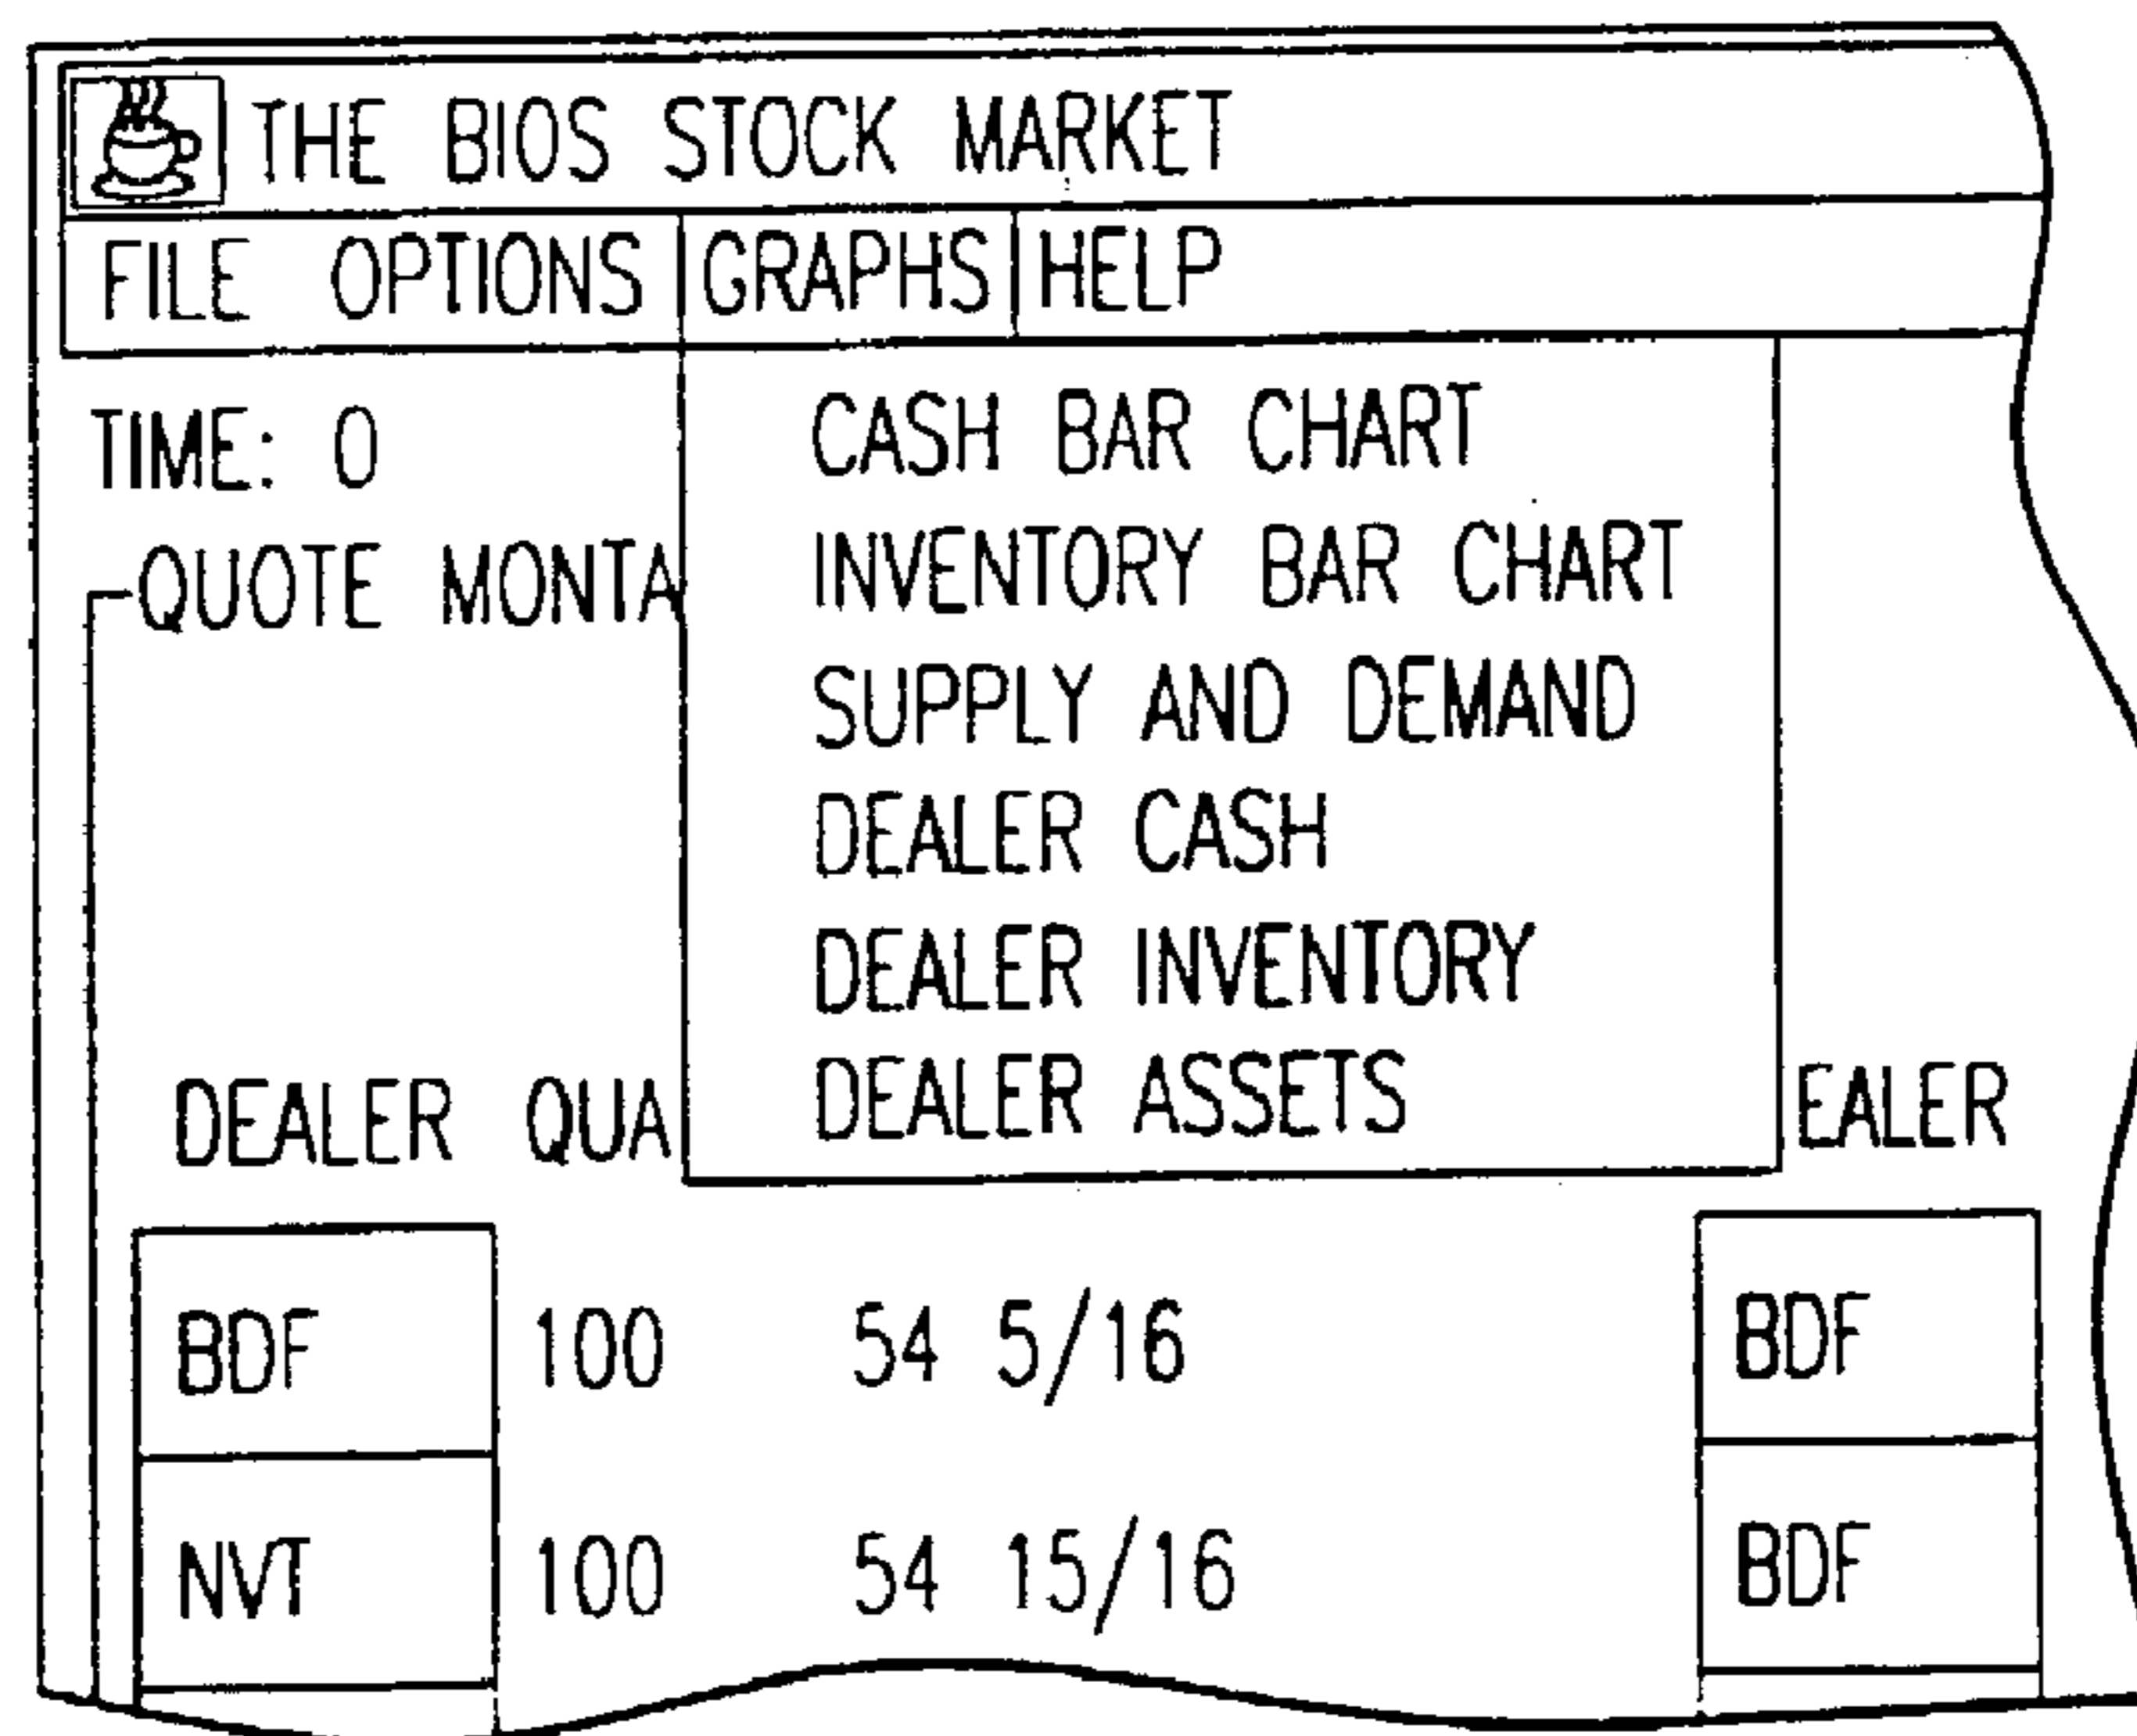 THE BIOS STOCK MARKET
FILE OPTIONS GRAPHS HELP
TIME: 0
CASH BAR CHART
QUOTE MONTA
INVENTORY BAR CHART
SUPPLY AND DEMAND
DEALER CASH
DEALER INVENTORY
DEALER ASSETS
DEALER QUA
EALER
BDF 100 54 5/16 BDF
NVT 100 54 15/16 BDF